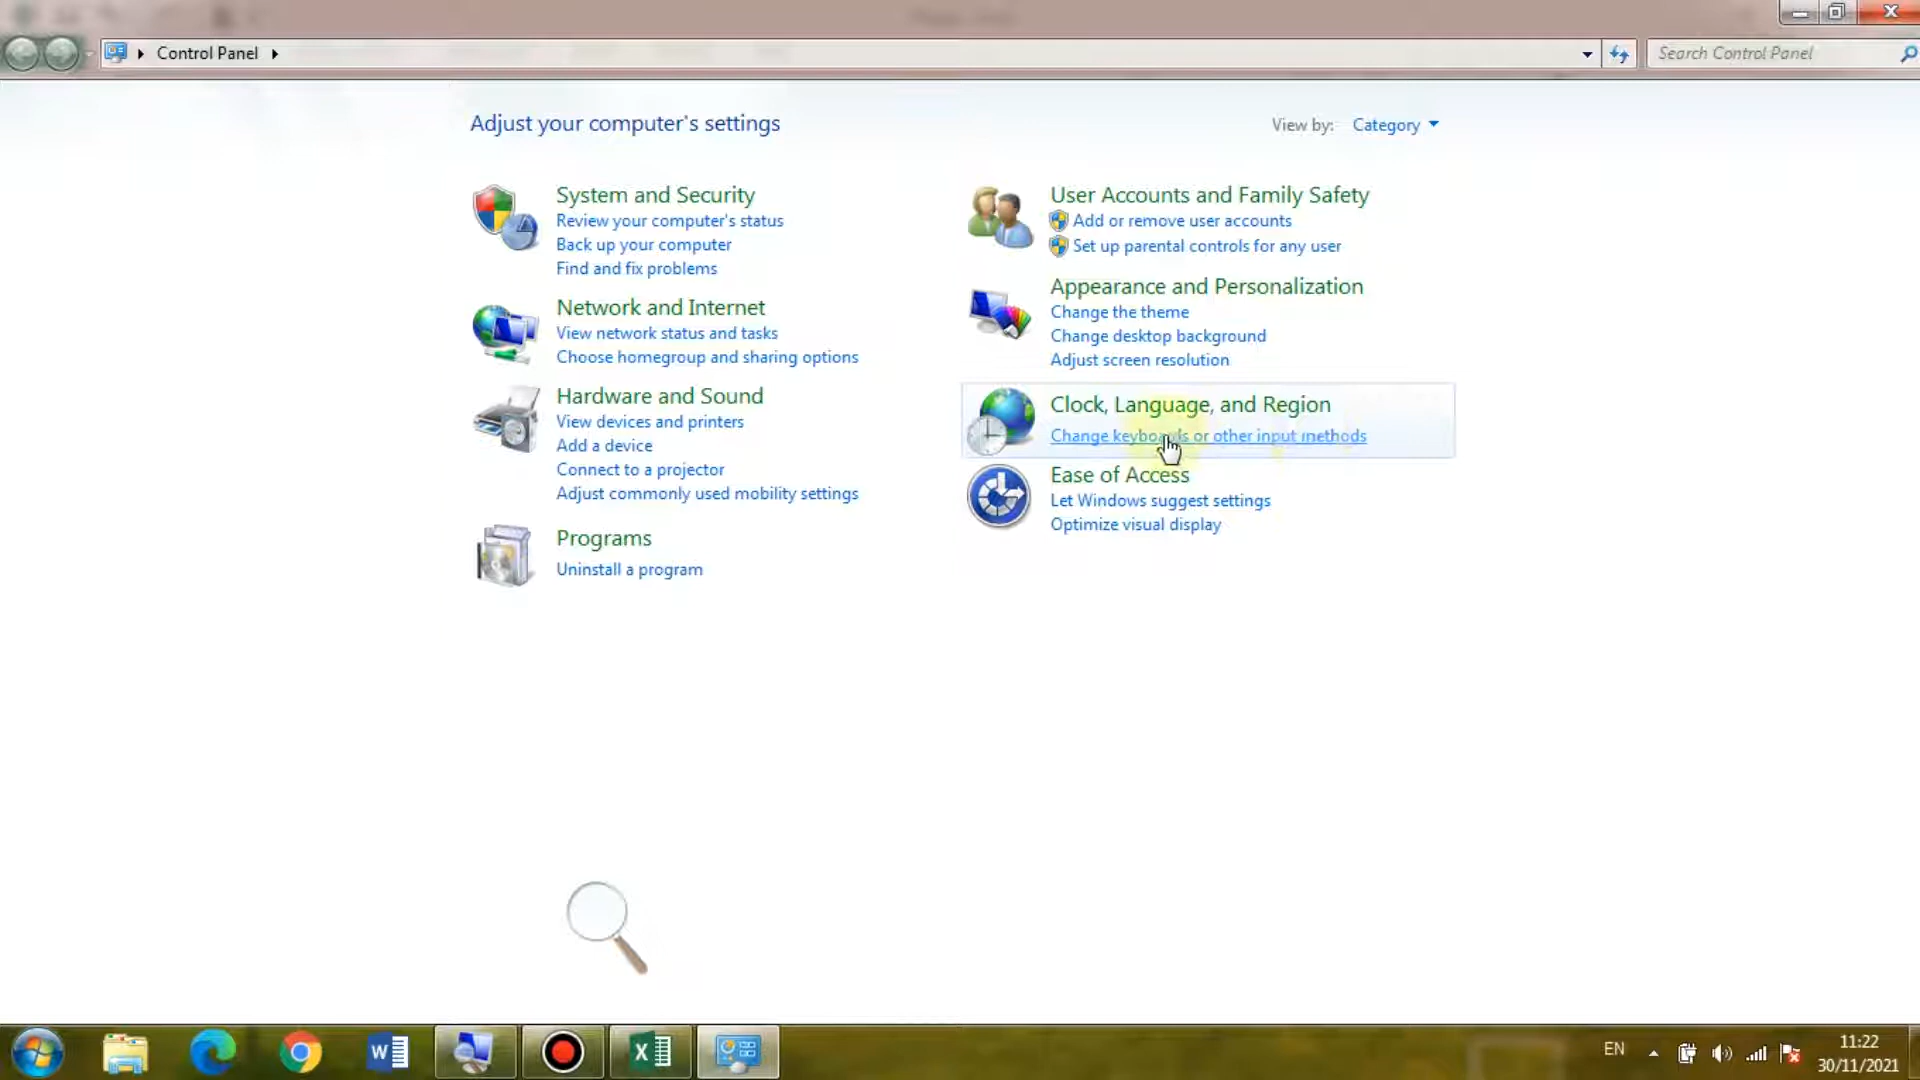 Control Panel
Search Control Panel
Adjust your computer's settings
View by: Category
System and Security
Review your computer's status
Back up your computer
Find and fix problems
Network and Internet
View network status and tasks
Choose homegroup and sharing options
Hardware and Sound
View devices and printers
Add a device
Connect to a projector
Adjust commonly used mobility settings
Programs
Uninstall a program
User Accounts and Family Safety
Add or remove user accounts
Set up parental controls for any user
Appearance and Personalization
Change the theme
Change desktop background
Adjust screen resolution
Clock, Language, and Region
Change keyboards or other input methods
Ease of Access
Let Windows suggest settings
Optimize visual display
EN
11:22
30/11/2021